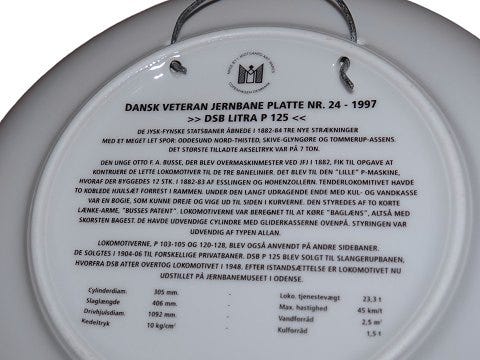 DANSK VETERAN JERNBANE PLATTE NR. 24 - 1997
>> DSB LITRA P 125 <<
DE JYSK-FYNSKE STATSBANER ÅBNEDE I 1882-84 TRE NYE STRÆKNINGER
MED ET MEGET LET SPOR: ODDESUND NORD-THISTED, SKIVE-GLYNGØRE OG TOMMERUP-ASSENS.
DET STØRSTE TILLADTE AKSELTRYK VAR PÅ 7 TON.
DEN UNGE OTTO F. A. BUSSE, DER BLEV OVERMASKINMESTER VED JFJ I 1882, FIK TIL OPGAVE AT
KONTRUERE DE LETTE LOKOMOTIVER TIL DE TRE BANELINIER. DET BLEV TIL DEN "LILLE" P-MASKINE,
HVORAF DER BYGGEDES 12 STK. I 1882-83 AF ESSLINGEN OG HOHENZOLLERN. TENDERLOKOMITIVET HAVDE
TO KOBLEDE HJULSÆT FORREST I RAMMEN. UNDER DEN LANGT UDRAGENDE ENDE MED KUL- OG VANDKASSE
VAR EN BOGIE, SOM KUNNE DREJE OG VIGE UD TIL SIDEN I KURVERNE. DEN STYREDES AF TO KORTE
LÆNKE-ARME, "BUSSES PATENT". LOKOMOTIVERNE VAR BEREGNET TIL AT KØRE "BAGLÆNS", ALTSÅ MED
SKORSTEN BAGEST. DE HAVDE UDVENDIGE CYLINDRE MED GLIDERKASSERNE OVENPÅ. STYRINGEN VAR
UDVENDIG AF TYPEN ALLAN.
LOKOMOTIVERNE, P 103-105 OG 120-128, BLEV OGSÅ ANVENDT PÅ ANDRE SIDEBANER.
DE SOLGTES I 1904-06 TIL FORSKELLIGE PRIVATBANER. DSB P 125 BLEV SOLGT TIL SLANGERUPBANEN,
HVORFRA DSB ATTER OVERTOG LOKOMOTIVET I 1948. EFTER ISTANDSÆTTELSE ER LOKOMOTIVET NU
UDSTILLET PÅ JERNBANEMUSEET I ODENSE.
Cylinderdiam. 305 mm. Loko. tjenestevægt 23,3 t
Slaglængde 406 mm. Max. hastighed 45 km/t
Drivhjulsdiam. 1092 mm. Vandforråd 2,5 m³
Kedeltryk 10 kg/cm² Kulforråd 1,5 t